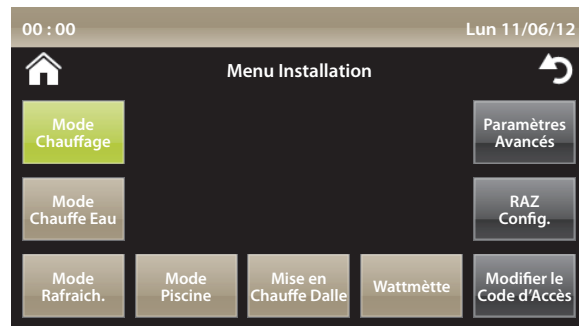 00 : 00
Lun 11/06/12
Menu Installation
Mode
Chauffage
Paramètres
Avancés
Mode
Chauffe Eau
RAZ
Config.
Mode
Rafraich.
Mode
Piscine
Mise en
Chauffe Dalle
Wattmètte
Modifier le
Code d'Accès